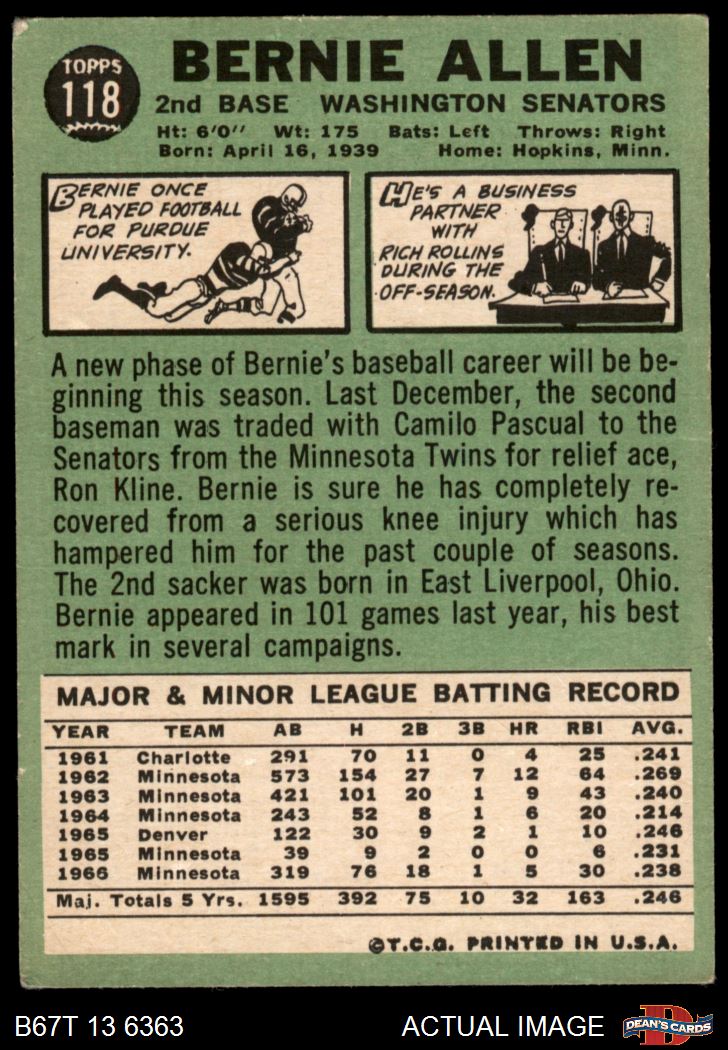 TOPPS
118
BERNIE ALLEN
2nd BASE WASHINGTON SENATORS
Ht: 6'0" Wt: 175 Bats: Left Throws: Right
Born: April 16, 1939 Home: Hopkins, Minn.
BERNIE ONCE
PLAYED FOOTBALL
FOR PURDUE
UNIVERSITY.
HE'S A BUSINESS
PARTNER
WITH
RICH ROLLINS
DURING THE
OFF-SEASON.
A new phase of Bernie's baseball career will be be-
ginning this season. Last December, the second
baseman was traded with Camilo Pascual to the
Senators from the Minnesota Twins for relief ace,
Ron Kline. Bernie is sure he has completely re-
covered from a serious knee injury which has
hampered him for the past couple of seasons.
The 2nd sacker was born in East Liverpool, Ohio.
Bernie appeared in 101 games last year, his best
mark in several campaigns.
MAJOR & MINOR LEAGUE BATTING RECORD
YEAR TEAM AB H 2B 3B HR RBI AVG.
1961 Charlotte 291 70 11 0 4 25 .241
1962 Minnesota 573 154 27 7 12 64 .269
1963 Minnesota 421 101 20 1 9 43 .240
1964 Minnesota 243 52 8 1 6 20 .214
1965 Denver 122 30 9 2 1 10 .246
1965 Minnesota 39 9 2 0 0 6 .231
1966 Minnesota 319 76 18 1 5 30 .238
Maj. Totals 5 Yrs. 1595 392 75 10 32 163 .246
©T.C.G. PRINTED IN U.S.A.
B67T 13 6363 ACTUAL IMAGE
D
DEAN'S CARDS